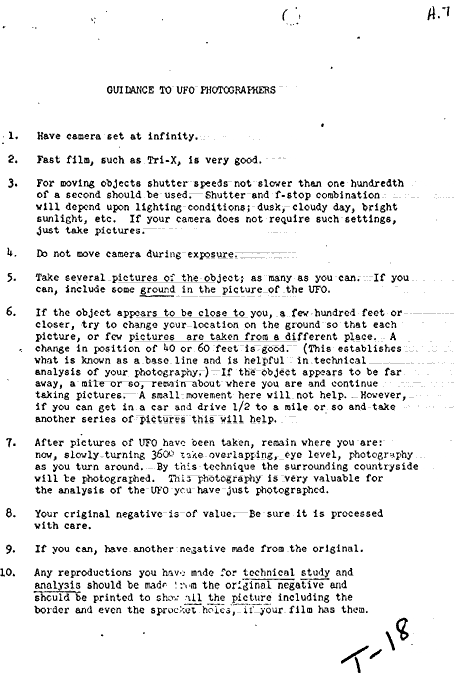 A.7
GUIDANCE TO UFO PHOTOGRAPHERS
1. Have camera set at infinity.
2. Fast film, such as Tri-X, is very good.
3. For moving objects shutter speeds not slower than one hundredth
of a second should be used. Shutter and f-stop combination
will depend upon lighting conditions; dusk, cloudy day, bright
sunlight, etc. If your camera does not require such settings,
just take pictures.
4. Do not move camera during exposure.
5. Take several pictures of the object; as many as you can. If you
can, include some ground in the picture of the UFO.
6. If the object appears to be close to you, a few hundred feet or
closer, try to change your location on the ground so that each
picture, or few pictures are taken from a different place. A
change in position of 40 or 60 feet is good. (This establishes
what is known as a base line and is helpful in technical
analysis of your photography.) If the object appears to be far
away, a mile or so, remain about where you are and continue
taking pictures. A small movement here will not help. However,
if you can get in a car and drive 1/2 to a mile or so and take
another series of pictures this will help.
7. After pictures of UFO have been taken, remain where you are:
now, slowly turning 360° take overlapping, eye level, photography
as you turn around. By this technique the surrounding countryside
will be photographed. This photography is very valuable for
the analysis of the UFO you have just photographed.
8. Your original negative is of value. Be sure it is processed
with care.
9. If you can, have another negative made from the original.
10. Any reproductions you have made for technical study and
analysis should be made from the original negative and
should be printed to show all the picture including the
border and even the sprocket holes, if your film has them.
T-18